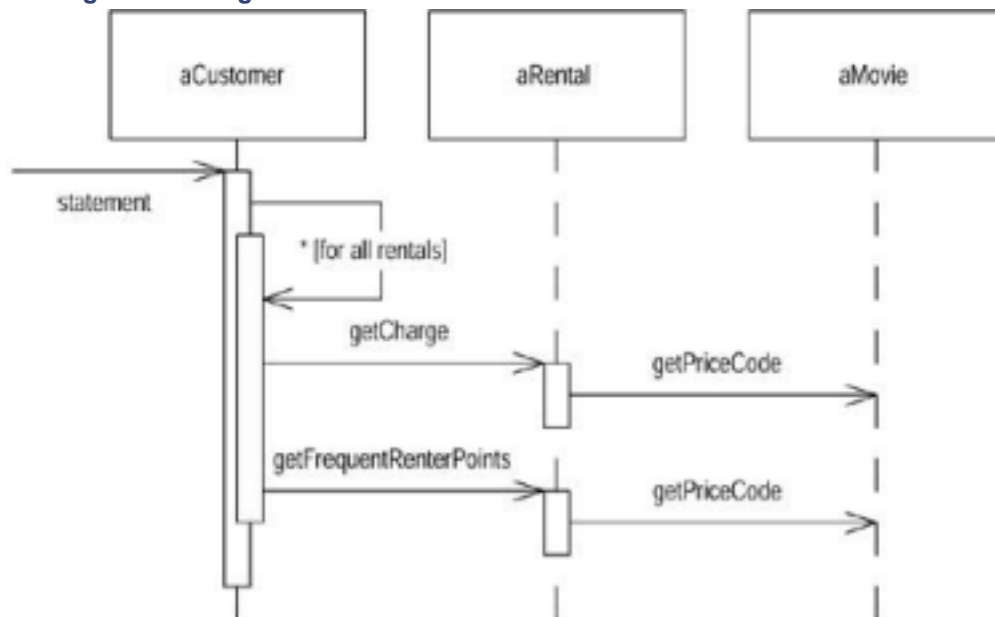 aCustomer
aRental
aMovie
statement
* [for all rentals]
getCharge
getPriceCode
getFrequentRenterPoints
getPriceCode